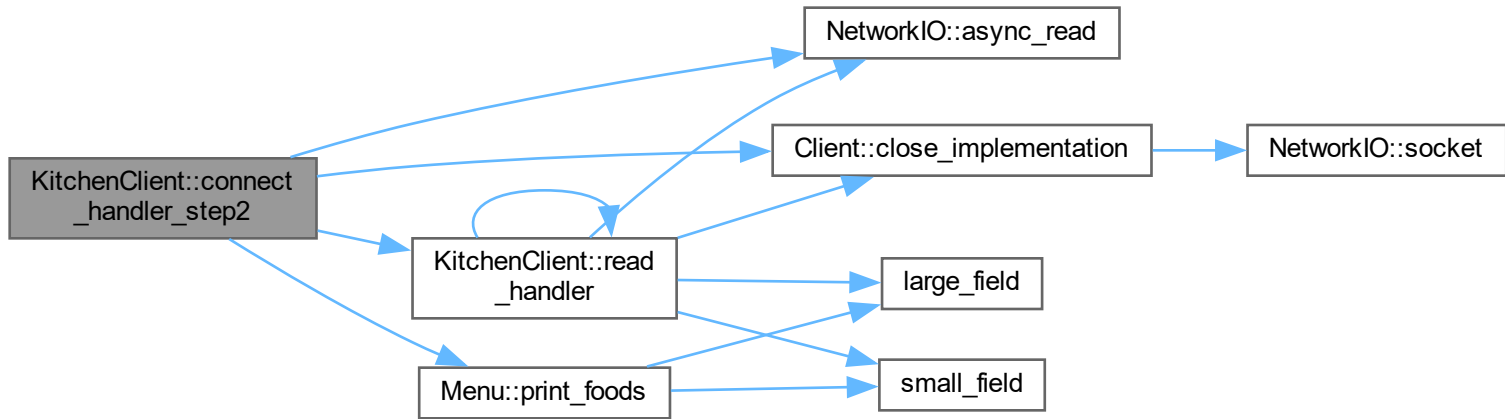 KitchenClient::connect
_handler_step2
NetworkIO::async_read
Client::close_implementation
NetworkIO::socket
KitchenClient::read
_handler
large_field
small_field
Menu::print_foods